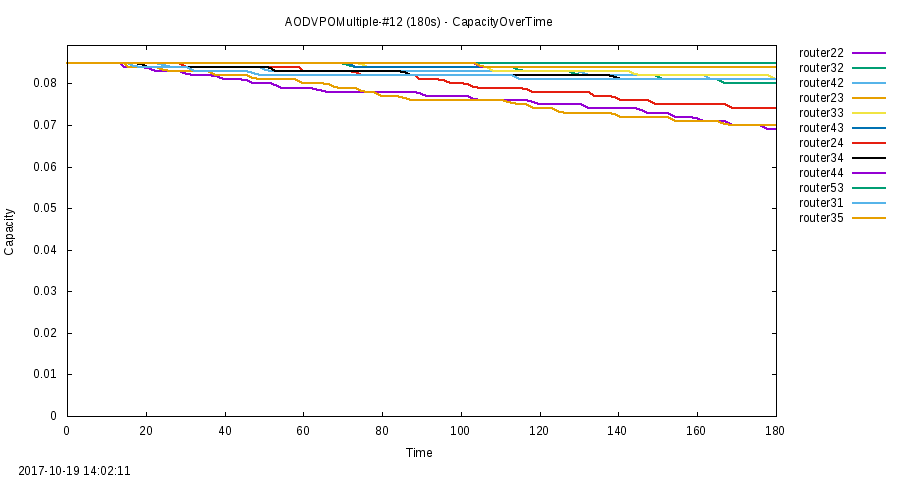 AODVPOMultiple-#12 (180s) - CapacityOverTime
router22
router32
router42
router23
router33
router43
router24
router34
router44
router53
router31
router35
0.08
0.07
0.06
0.05
0.04
0.03
0.02
0.01
0
Capacity
0 20 40 60 80 100 120 140 160 180
Time
2017-10-19 14:02:11